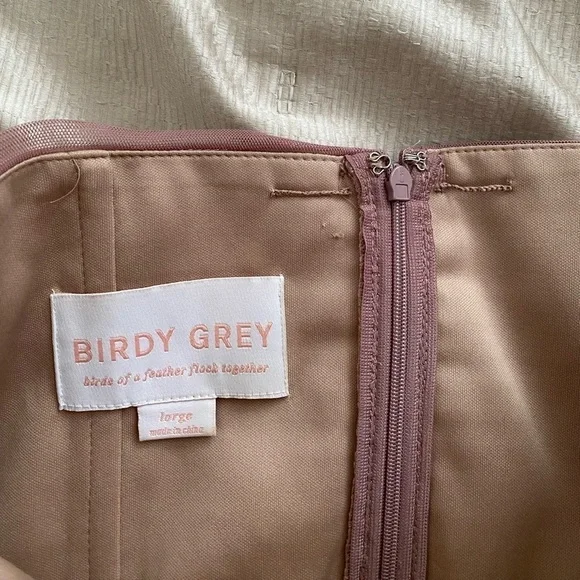 BIRDY GREY
birds of a feather flock together
large
made in china